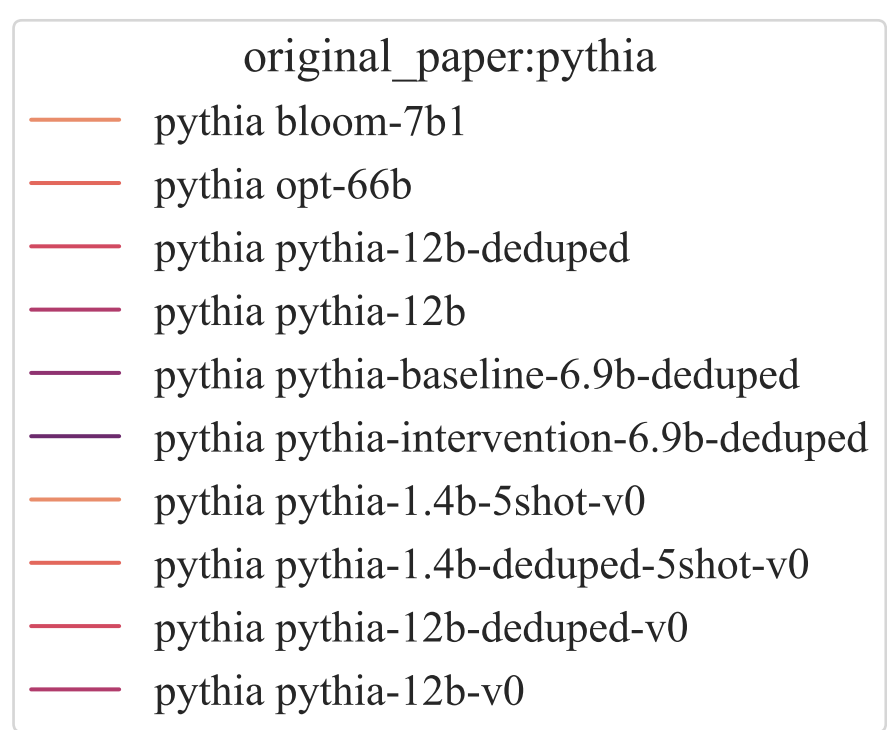 original_paper:pythia
pythia bloom-7b1
pythia opt-66b
pythia pythia-12b-deduped
pythia pythia-12b
pythia pythia-baseline-6.9b-deduped
pythia pythia-intervention-6.9b-deduped
pythia pythia-1.4b-5shot-v0
pythia pythia-1.4b-deduped-5shot-v0
pythia pythia-12b-deduped-v0
pythia pythia-12b-v0